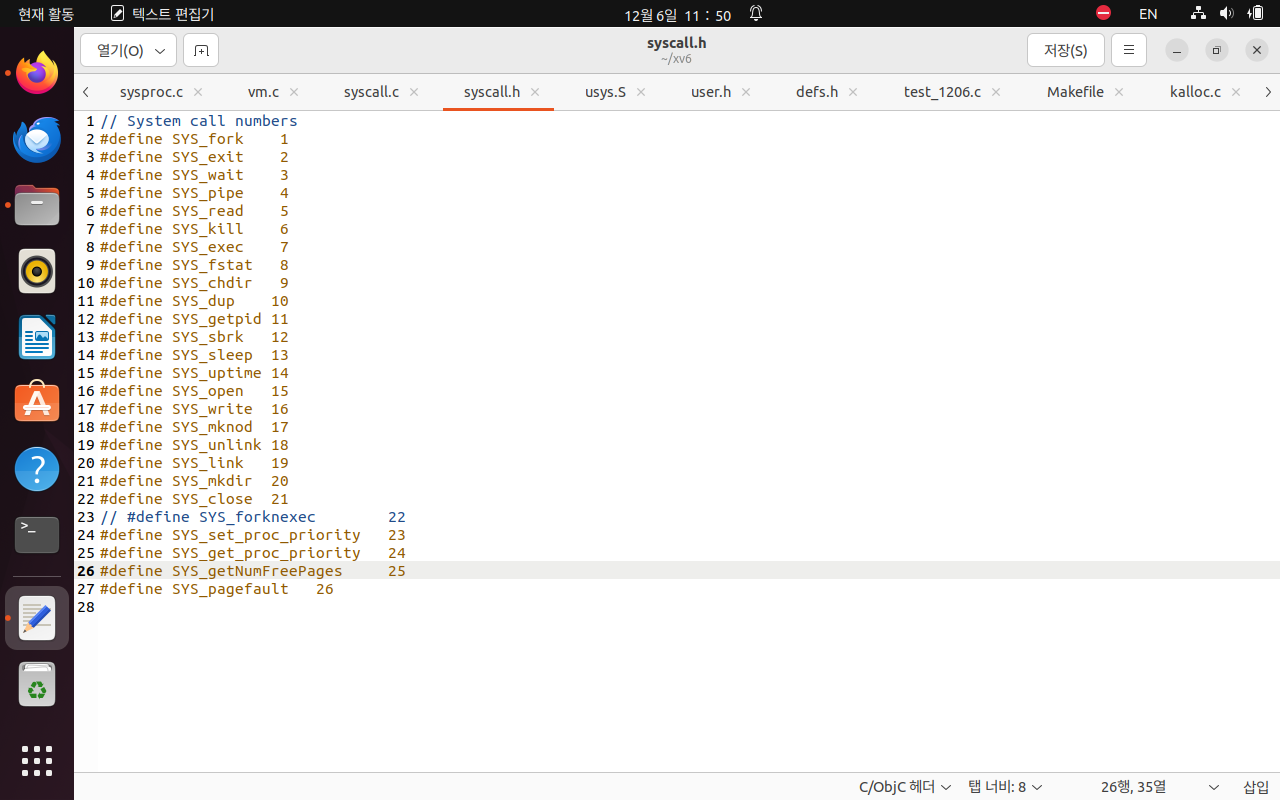 현재 활동 텍스트 편집기 12월 6일 11 : 50 EN
열기(O) syscall.h 저장(S)
~/xv6
sysproc.c vm.c syscall.c syscall.h usys.S user.h defs.h test_1206.c Makefile kalloc.c
1 // System call numbers
2 #define SYS_fork    1
3 #define SYS_exit    2
4 #define SYS_wait    3
5 #define SYS_pipe    4
6 #define SYS_read    5
7 #define SYS_kill    6
8 #define SYS_exec    7
9 #define SYS_fstat   8
10 #define SYS_chdir   9
11 #define SYS_dup    10
12 #define SYS_getpid 11
13 #define SYS_sbrk   12
14 #define SYS_sleep  13
15 #define SYS_uptime 14
16 #define SYS_open   15
17 #define SYS_write  16
18 #define SYS_mknod  17
19 #define SYS_unlink 18
20 #define SYS_link   19
21 #define SYS_mkdir  20
22 #define SYS_close  21
23 // #define SYS_forknexec        22
24 #define SYS_set_proc_priority   23
25 #define SYS_get_proc_priority   24
26 #define SYS_getNumFreePages     25
27 #define SYS_pagefault   26
28
C/ObjC 헤더 탭 너비: 8 26행, 35열 삽입